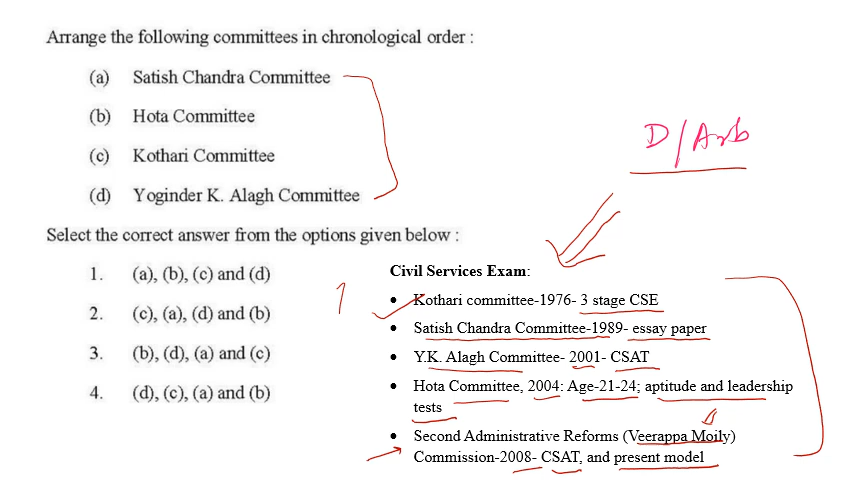 Arrange the following committees in chronological order :
(a) Satish Chandra Committee
(b) Hota Committee
(c) Kothari Committee
(d) Yoginder K. Alagh Committee
D/Arb
Select the correct answer from the options given below :
1. (a), (b), (c) and (d)
2. (c), (a), (d) and (b)
3. (b), (d), (a) and (c)
4. (d), (c), (a) and (b)
Civil Services Exam:
1
• Kothari committee-1976- 3 stage CSE
• Satish Chandra Committee-1989- essay paper
• Y.K. Alagh Committee- 2001- CSAT
• Hota Committee, 2004: Age-21-24; aptitude and leadership
tests
• Second Administrative Reforms (Veerappa Moily)
Commission-2008- CSAT, and present model